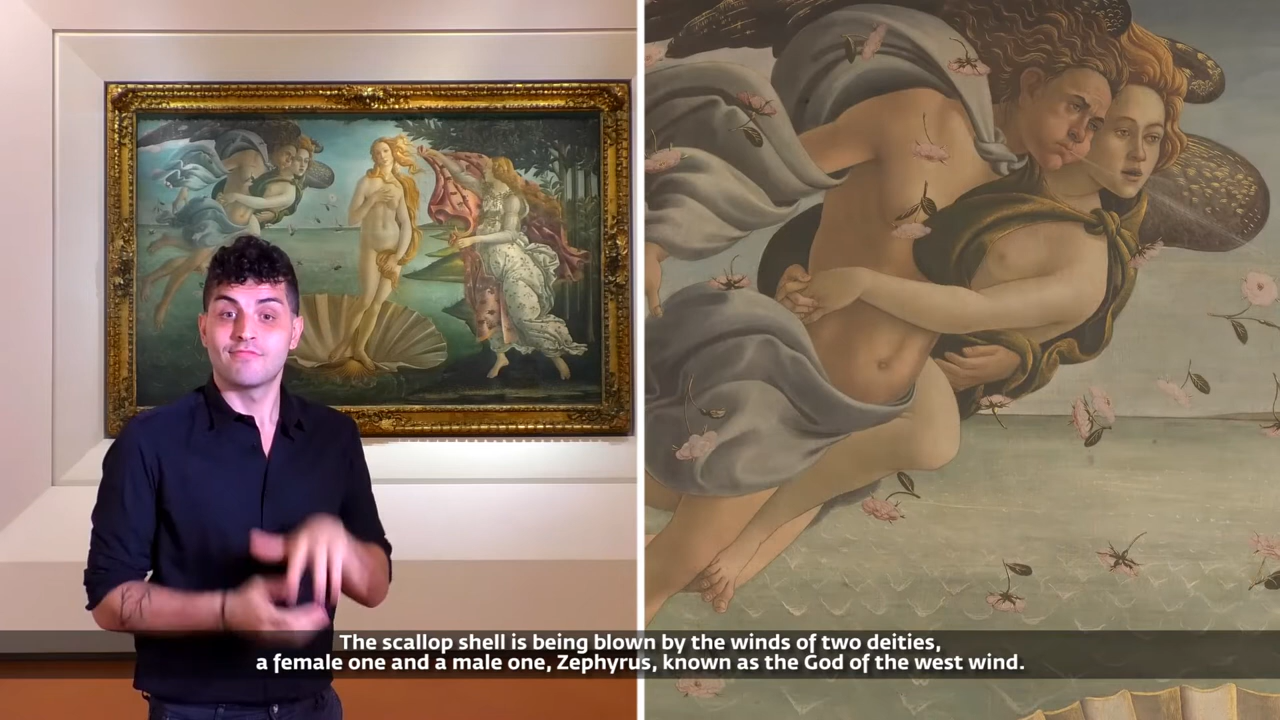 The scallop shell is being blown by the winds of two deities,
a female one and a male one, Zephyrus, known as the God of the west wind.